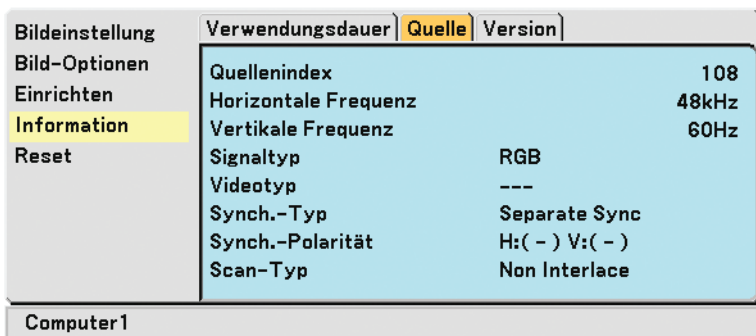 Bildeinstellung
Bild-Optionen
Einrichten
Information
Reset
Verwendungsdauer Quelle Version
Quellenindex 108
Horizontale Frequenz 48kHz
Vertikale Frequenz 60Hz
Signaltyp RGB
Videotyp ---
Synch.-Typ Separate Sync
Synch.-Polarität H:( - ) V:( - )
Scan-Typ Non Interlace
Computer1